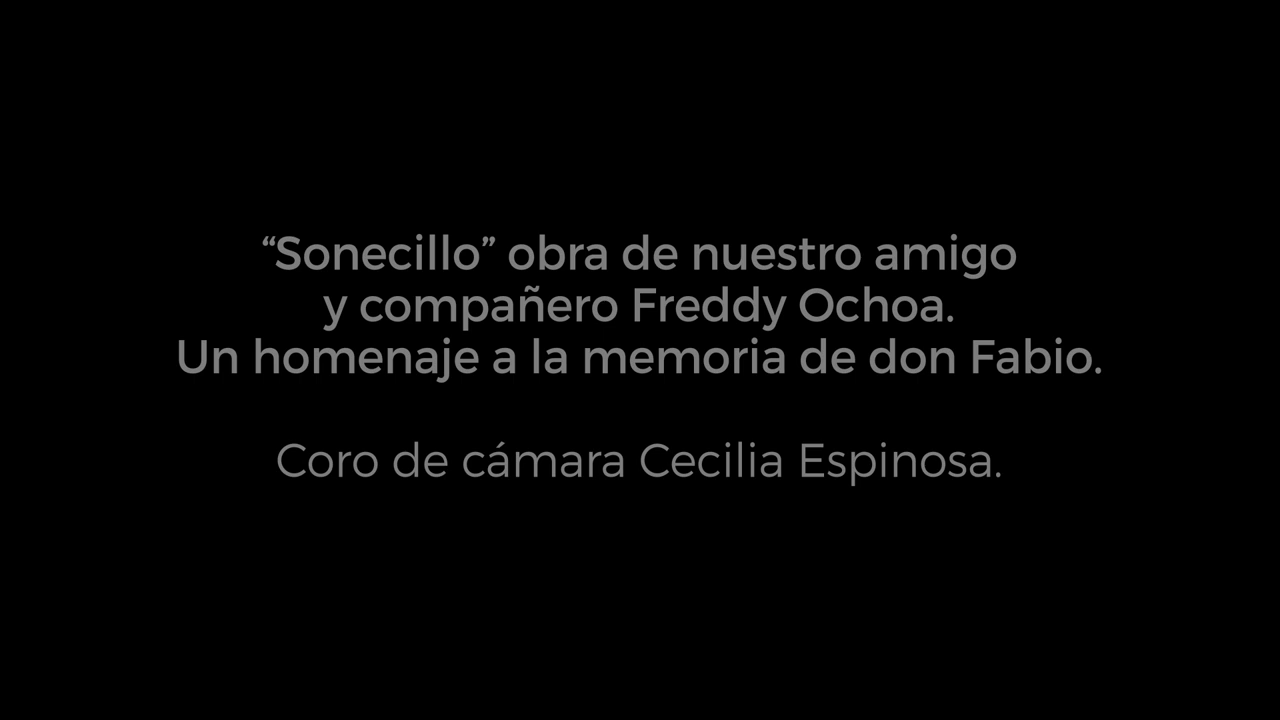 “Sonecillo” obra de nuestro amigo
y compañero Freddy Ochoa.
Un homenaje a la memoria de don Fabio.
Coro de cámara Cecilia Espinosa.